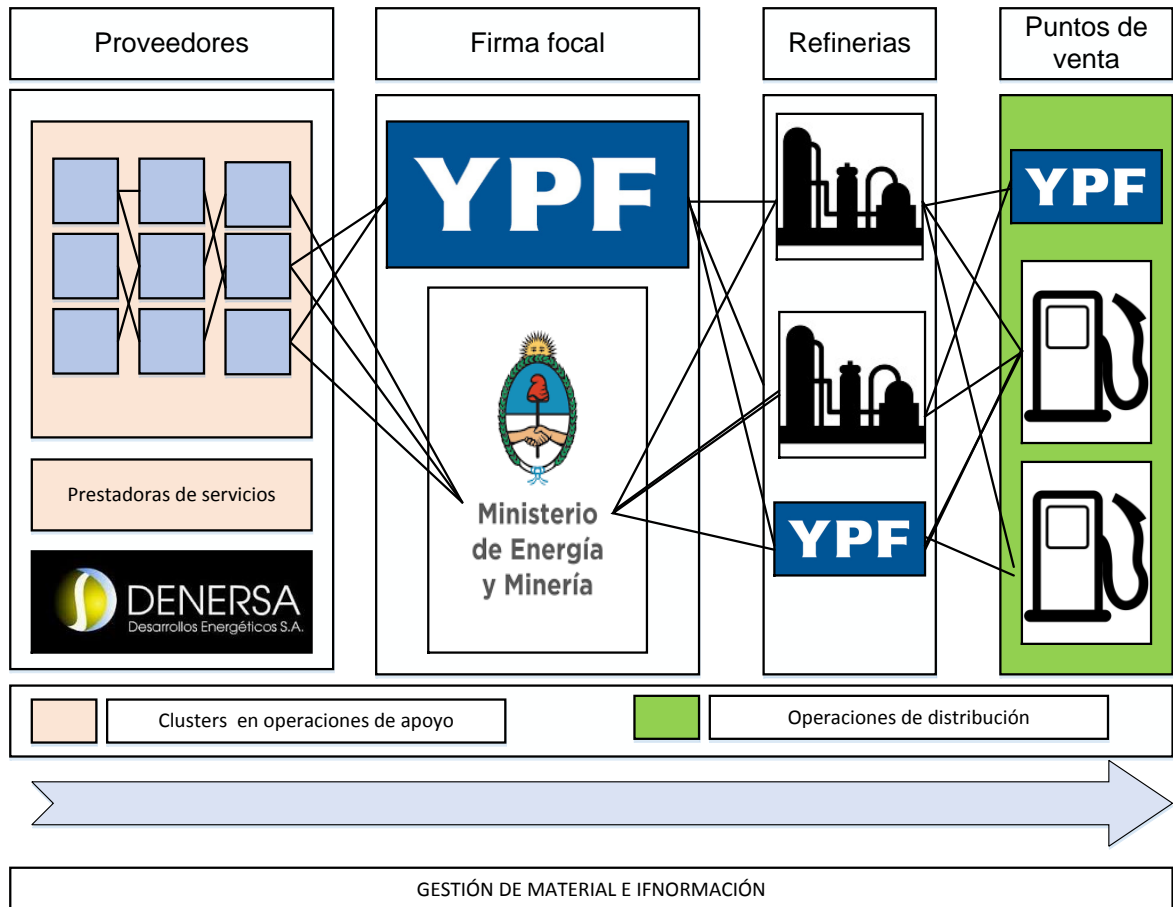 Proveedores
Firma focal
Refinerias
Puntos de
venta
YPF
YPF
Ministerio
de Energía
y Minería
Prestadoras de servicios
YPF
DENERSA
Desarrollos Energéticos S.A.
Clusters en operaciones de apoyo
Operaciones de distribución
GESTIÓN DE MATERIAL E IFNORMACIÓN